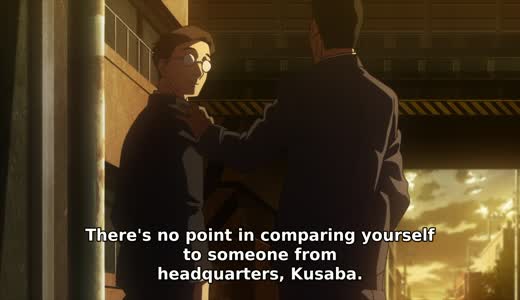 There's no point in comparing yourself
to someone from
headquarters, Kusaba.